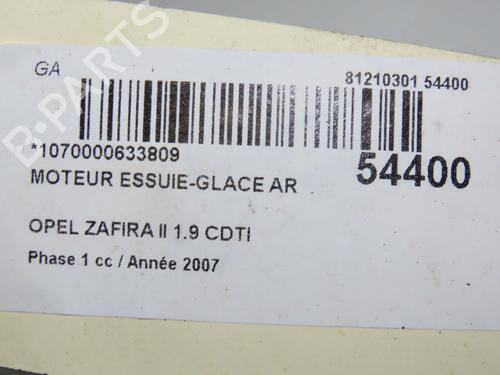 GA
81210301 54400
*1070000633809
54400
MOTEUR ESSUIE-GLACE AR
OPEL ZAFIRA II 1.9 CDTI
Phase 1 cc / Année 2007
B-PARTS